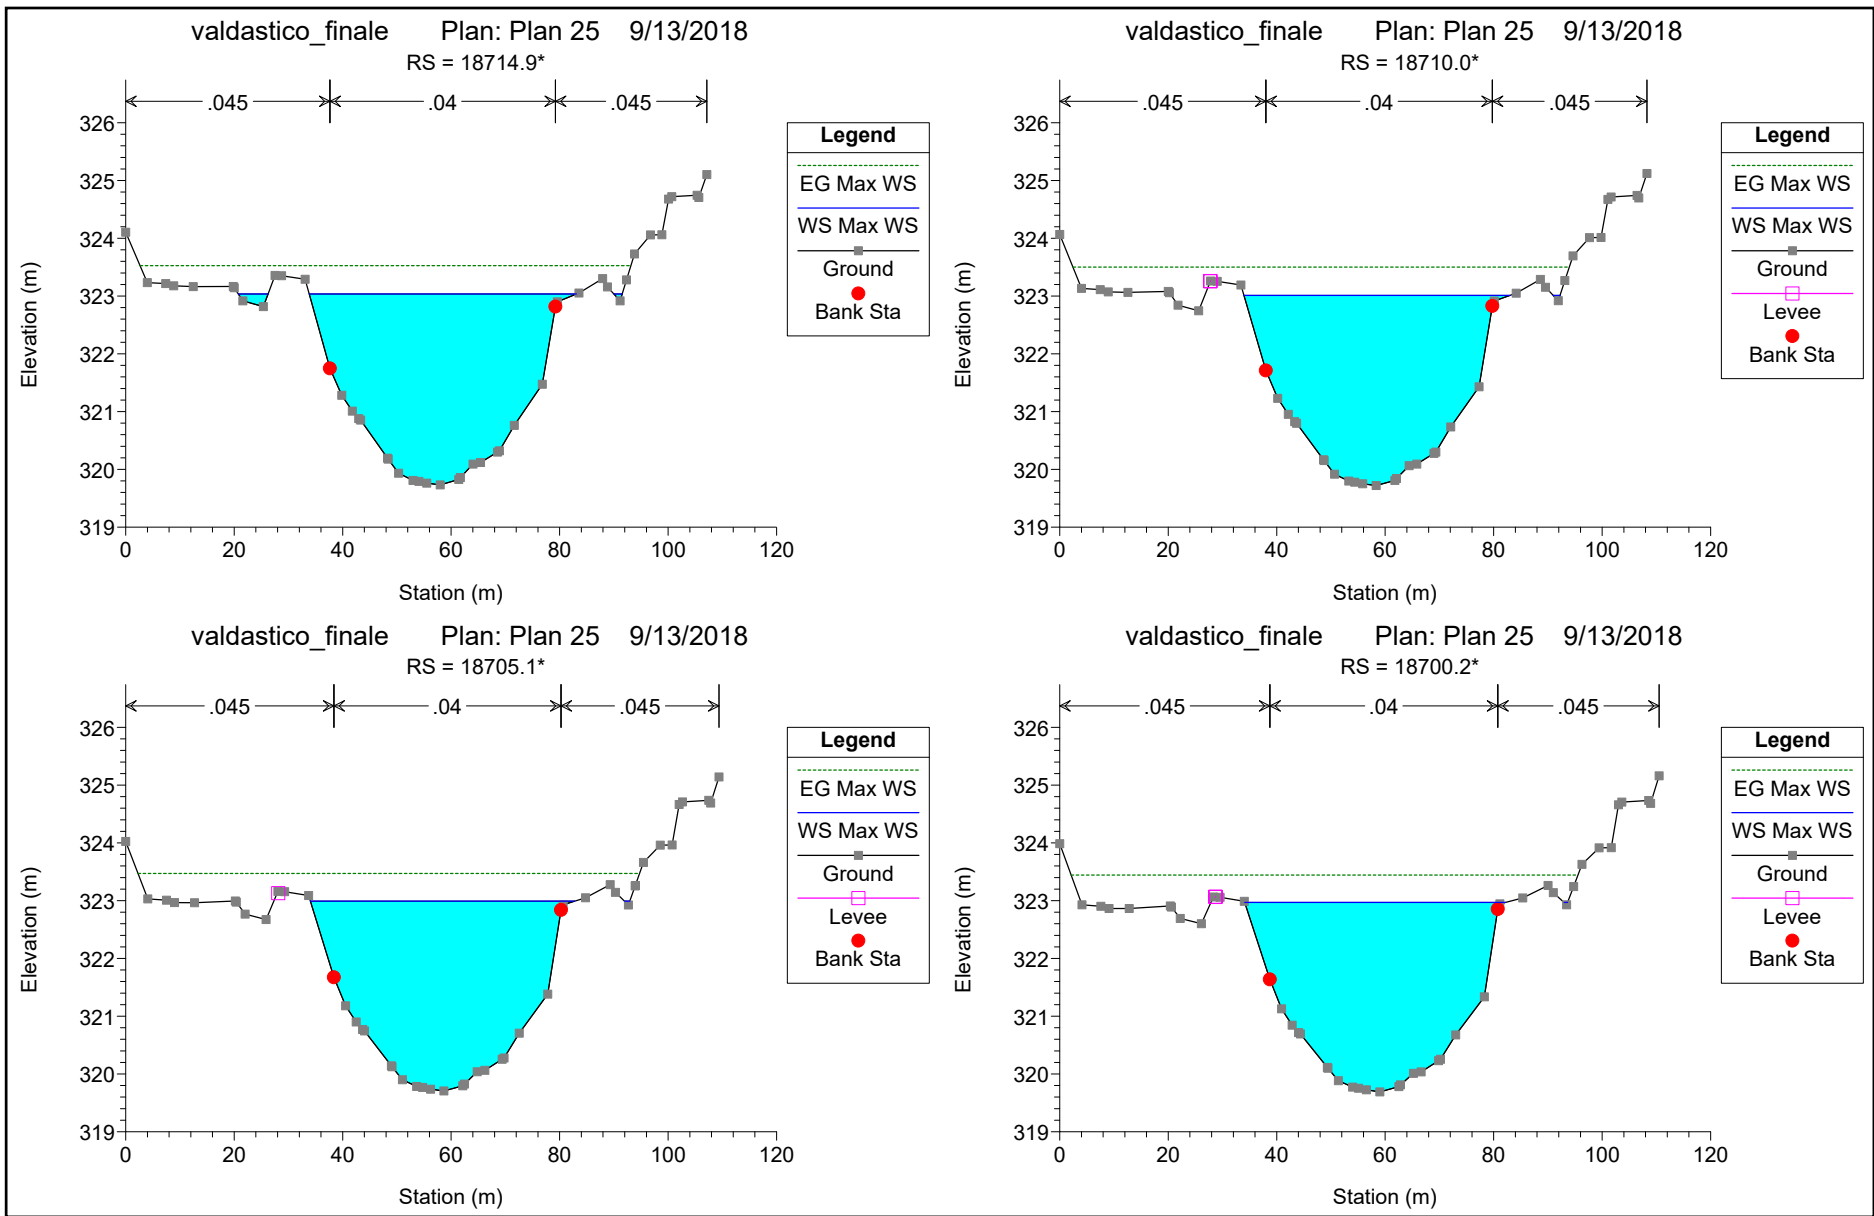 valdastico_finale Plan: Plan 25 9/13/2018
RS = 18714.9*
.045 .04 .045
326
325
324
323
322
321
320
319
Elevation (m)
0 20 40 60 80 100 120
Station (m)
Legend
EG Max WS
WS Max WS
Ground
Bank Sta
valdastico_finale Plan: Plan 25 9/13/2018
RS = 18710.0*
.045 .04 .045
326
325
324
323
322
321
320
319
Elevation (m)
0 20 40 60 80 100 120
Station (m)
Legend
EG Max WS
WS Max WS
Ground
Levee
Bank Sta
valdastico_finale Plan: Plan 25 9/13/2018
RS = 18705.1*
.045 .04 .045
326
325
324
323
322
321
320
319
Elevation (m)
0 20 40 60 80 100 120
Station (m)
Legend
EG Max WS
WS Max WS
Ground
Levee
Bank Sta
valdastico_finale Plan: Plan 25 9/13/2018
RS = 18700.2*
.045 .04 .045
326
325
324
323
322
321
320
319
Elevation (m)
0 20 40 60 80 100 120
Station (m)
Legend
EG Max WS
WS Max WS
Ground
Levee
Bank Sta